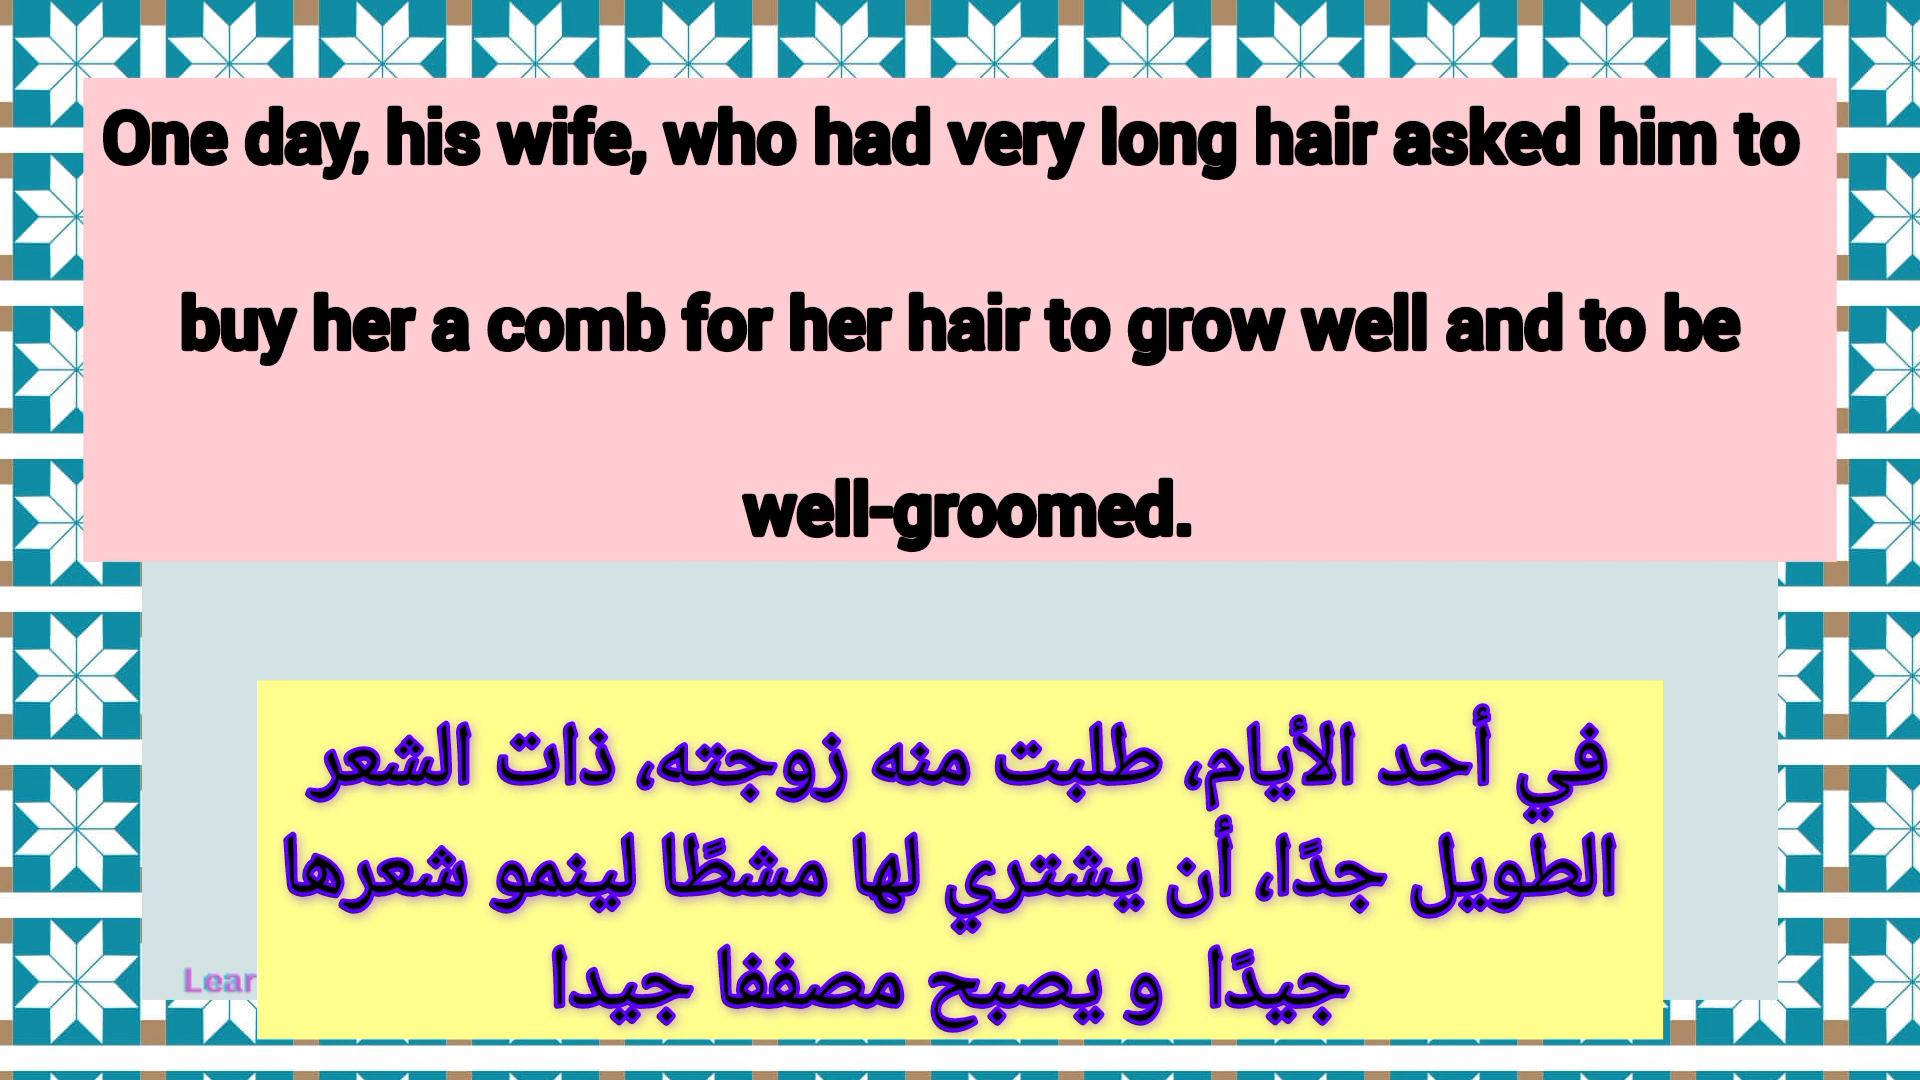 One day, his wife, who had very long hair asked him to
buy her a comb for her hair to grow well and to be
well-groomed.
في أحد الأيام، طلبت منه زوجته، ذات الشعر
الطويل جدًا، أن يشتري لها مشطًا لينمو شعرها
جيدًا و يصبح مصففا جيدا
Lear